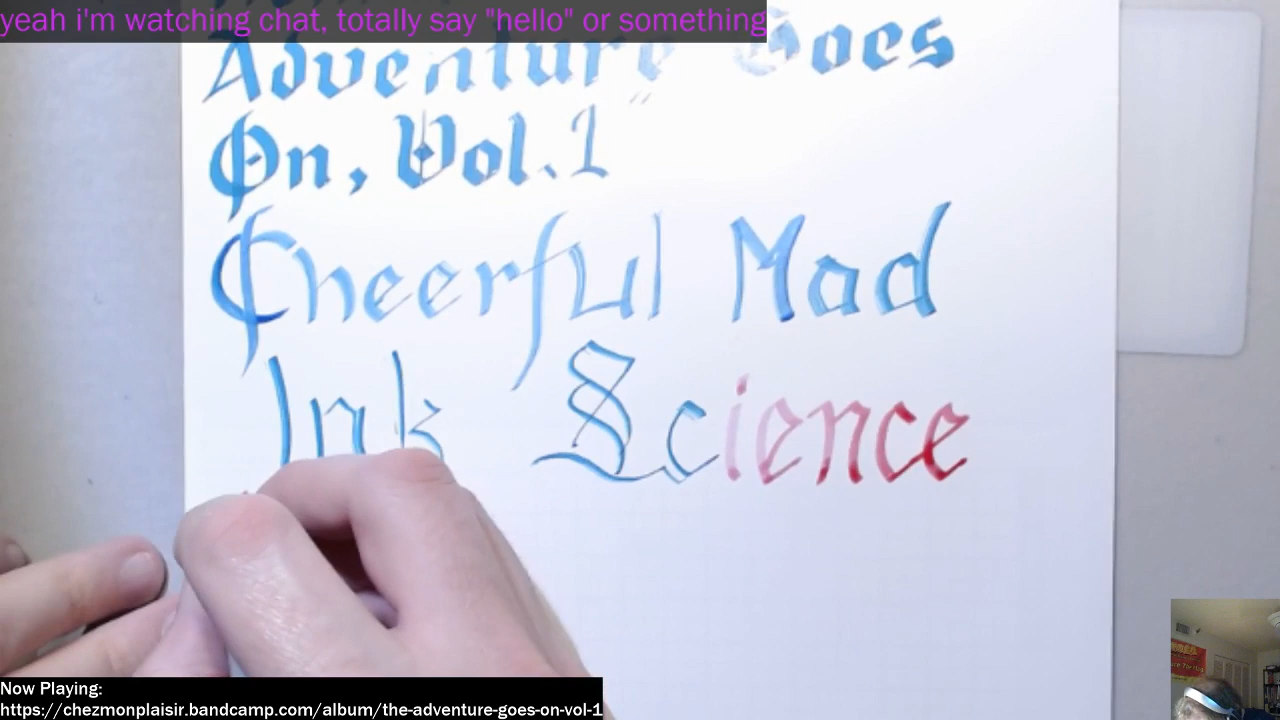 yeah i'm watching chat, totally say "hello" or something
Adventure Goes
On, Vol. 1"
Cheerful Mad
Ink Science
Now Playing:
https://chezmonplaisir.bandcamp.com/album/the-adventure-goes-on-vol-1